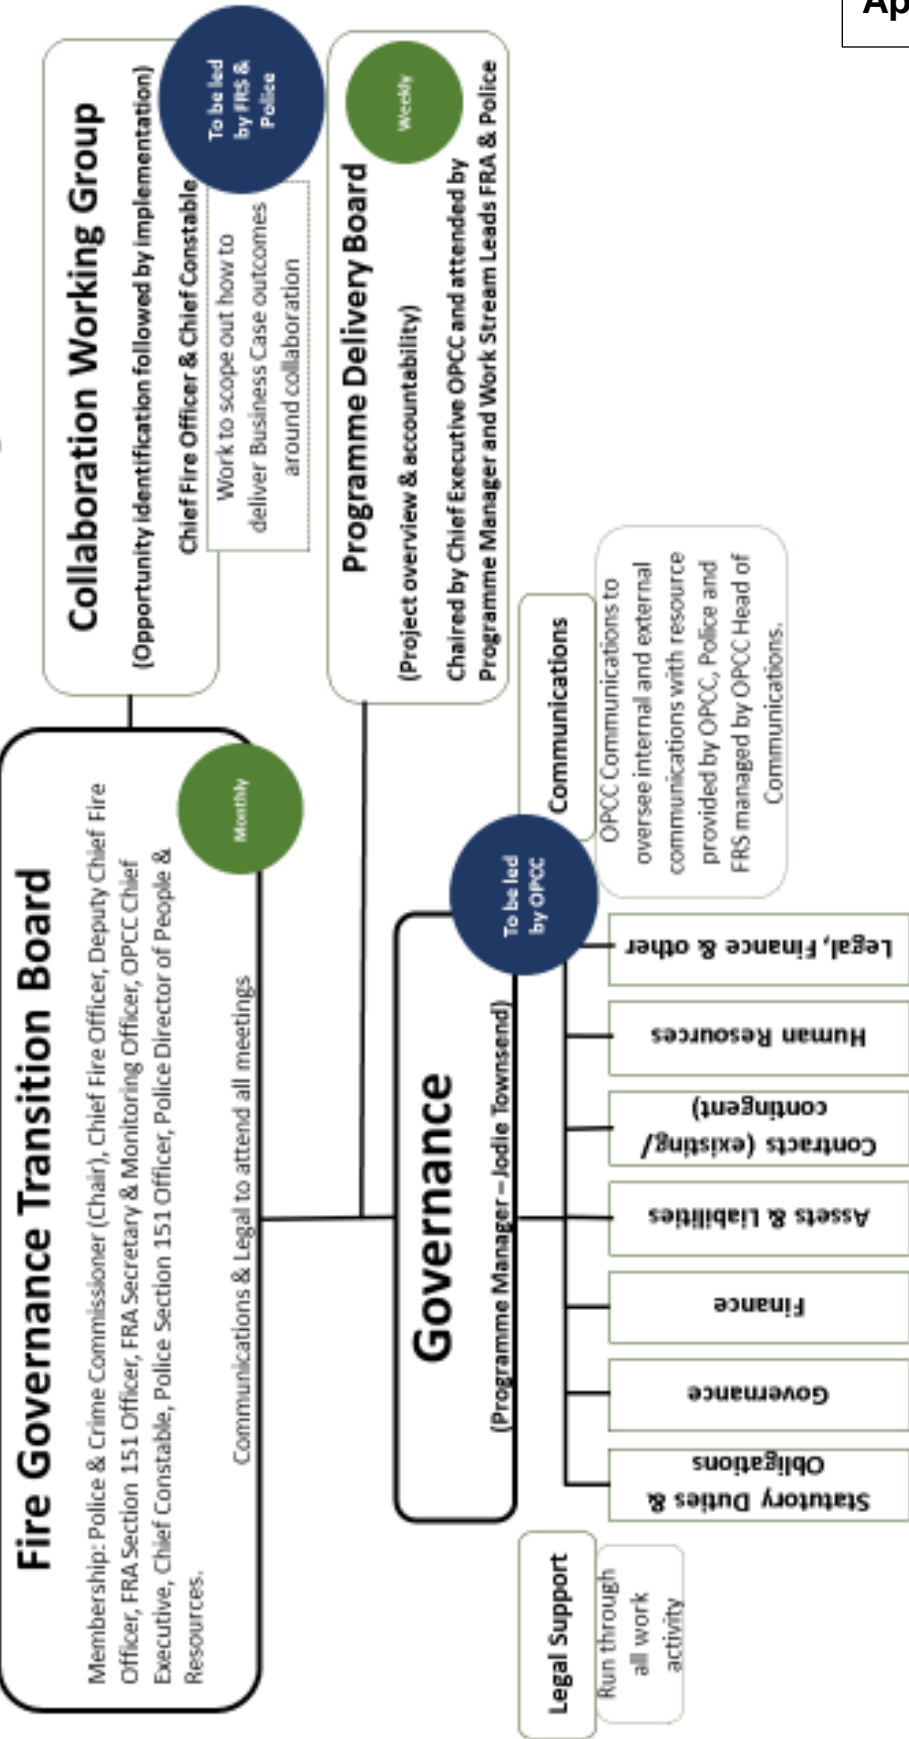 Ap
Fire Governance Transition Board
Membership: Police & Crime Commissioner (Chair), Chief Fire Officer, Deputy Chief Fire
Officer, FRA Section 151 Officer, FRA Secretary & Monitoring Officer, OPCC Chief
Executive, Chief Constable, Police Section 151 Officer, Police Director of People &
Resources.
Communications & Legal to attend all meetings
Monthly
Collaboration Working Group
(Opportunity identification followed by implementation)
Chief Fire Officer & Chief Constable
To be led
by FRS &
Police
Work to scope out how to
deliver Business Case outcomes
around collaboration
Programme Delivery Board
Weekly
(Project overview & accountability)
Chaired by Chief Executive OPCC and attended by
Programme Manager and Work Stream Leads FRA & Police
Governance
(Programme Manager – Jodie Townsend)
To be led
by OPCC
Legal Support
Run through
all work
activity
Communications
OPCC Communications to
oversee internal and external
communications with resource
provided by OPCC, Police and
FRS managed by OPCC Head of
Communications.
Statutory Duties &
Obligations
Governance
Finance
Assets & Liabilities
Contracts (existing/
contingent)
Human Resources
Legal, Finance & other